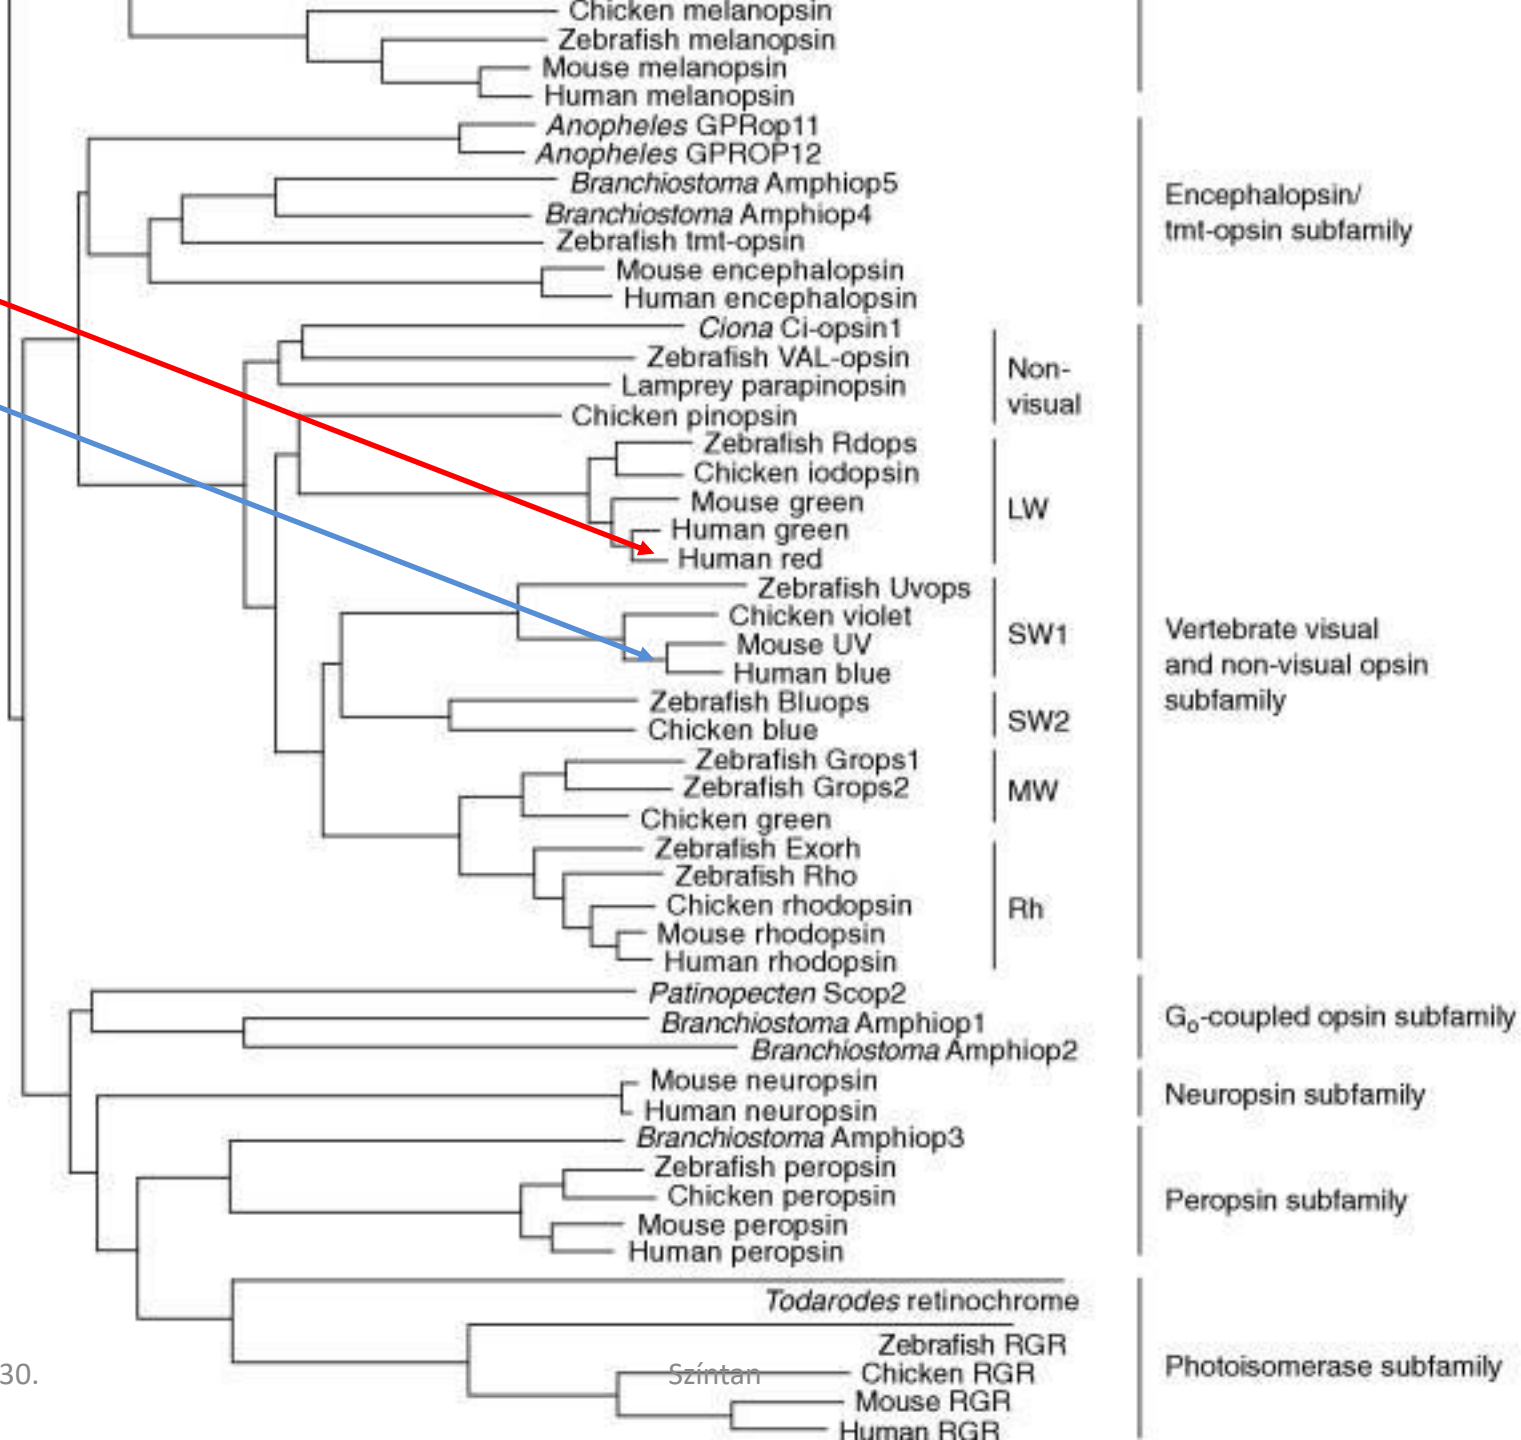 Chicken melanopsin
Zebrafish melanopsin
Mouse melanopsin
Human melanopsin
Anopheles GPRop11
Anopheles GPROP12
Branchiostoma Amphiop5
Branchiostoma Amphiop4
Zebrafish tmt-opsin
Mouse encephalopsin
Human encephalopsin
Encephalopsin/
tmt-opsin subfamily
Ciona Ci-opsin1
Zebrafish VAL-opsin
Lamprey parapinopsin
Chicken pinopsin
Non-
visual
Zebrafish Rdops
Chicken iodopsin
Mouse green
Human green
Human red
LW
Zebrafish Uvops
Chicken violet
Mouse UV
Human blue
SW1
Zebrafish Bluops
Chicken blue
SW2
Zebrafish Grops1
Zebrafish Grops2
Chicken green
MW
Zebrafish Exorh
Zebrafish Rho
Chicken rhodopsin
Mouse rhodopsin
Human rhodopsin
Rh
Vertebrate visual
and non-visual opsin
subfamily
Patinopecten Scop2
Branchiostoma Amphiop1
Branchiostoma Amphiop2
Go-coupled opsin subfamily
Mouse neuropsin
Human neuropsin
Neuropsin subfamily
Branchiostoma Amphiop3
Zebrafish peropsin
Chicken peropsin
Mouse peropsin
Human peropsin
Peropsin subfamily
Todarodes retinochrome
Zebrafish RGR
Chicken RGR
Mouse RGR
Human RGR
Photoisomerase subfamily
30.
Színtan